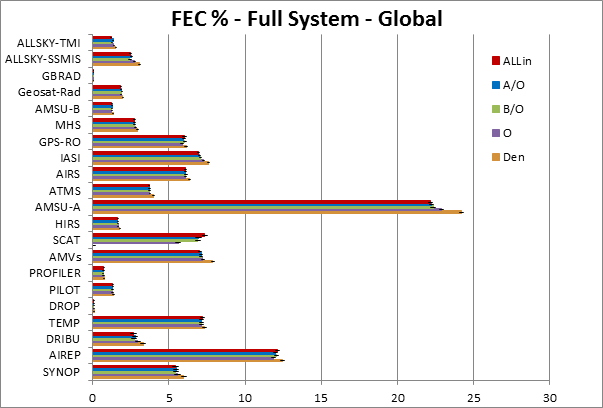 FEC % - Full System - Global
ALLSKY-TMI
ALLSKY-SSMIS
GBRAD
Geosat-Rad
AMSU-B
MHS
GPS-RO
IASI
AIRS
ATMS
AMSU-A
HIRS
SCAT
AMVs
PROFILER
PILOT
DROP
TEMP
DRIBU
AIREP
SYNOP
0 5 10 15 20 25 30
ALLin
A/O
B/O
O
Den